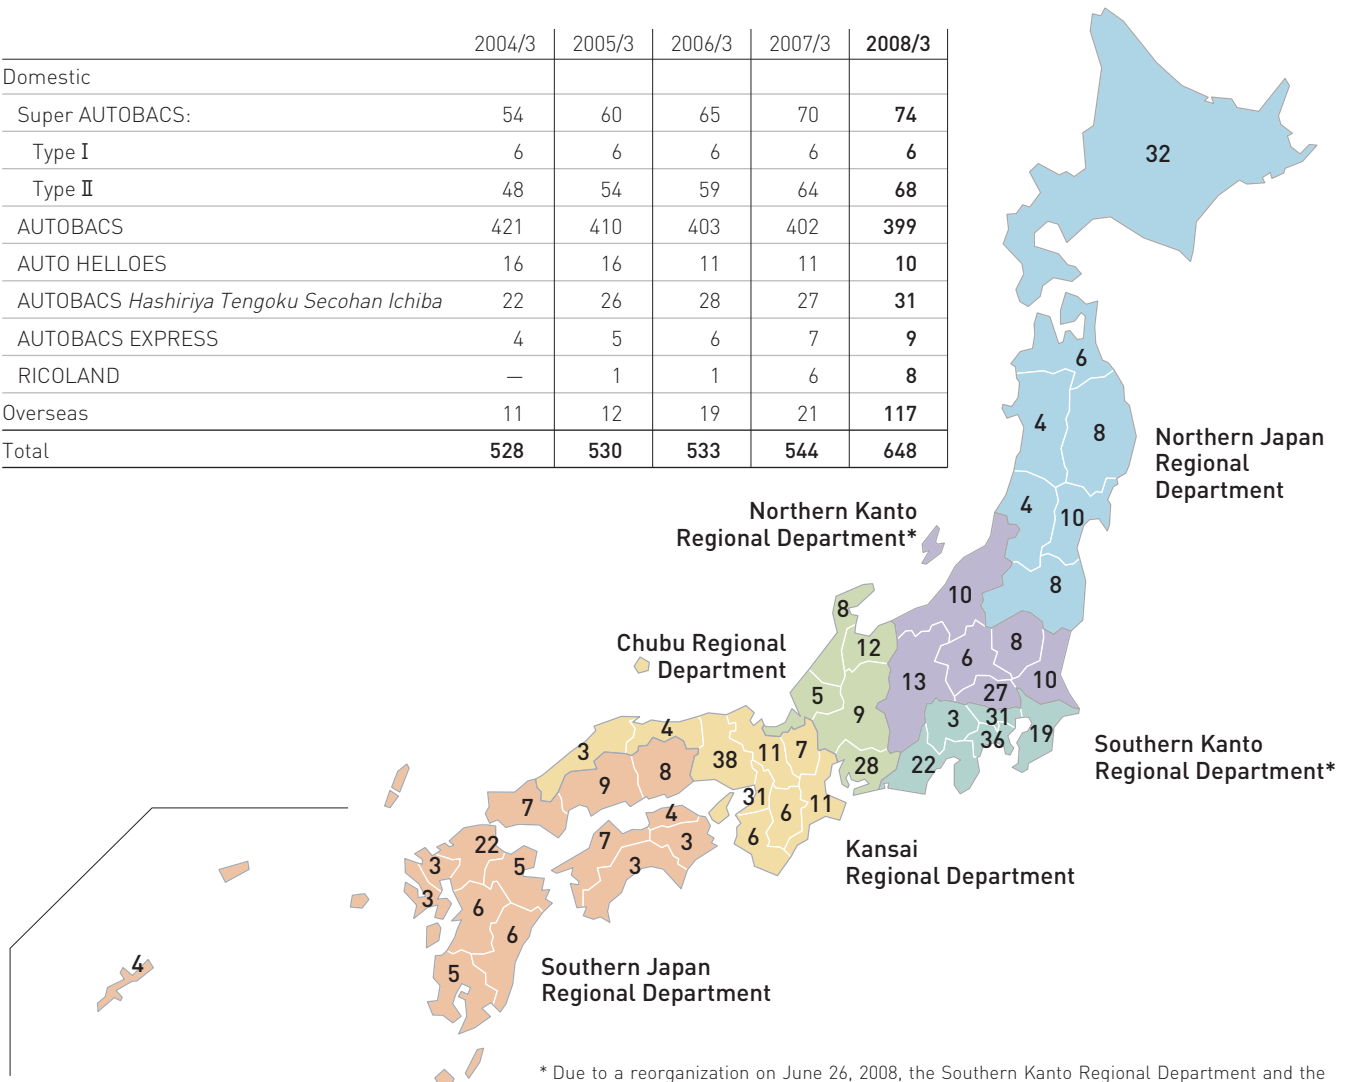 2004/3 2005/3 2006/3 2007/3 2008/3
Domestic
Super AUTOBACS: 54 60 65 70 74
Type I 6 6 6 6 6
Type II 48 54 59 64 68
AUTOBACS 421 410 403 402 399
AUTO HELLOES 16 16 11 11 10
AUTOBACS Hashiriya Tengoku Secohan Ichiba 22 26 28 27 31
AUTOBACS EXPRESS 4 5 6 7 9
RICOLAND — 1 1 6 8
Overseas 11 12 19 21 117
Total 528 530 533 544 648
32
6
4 8
4 10
8
Northern Japan
Regional
Department
Northern Kanto
Regional Department*
10
8
6
13
27
10
Chubu Regional
Department
8
12
5
9
28
3
31
36
19
22
Southern Kanto
Regional Department*
38
11
7
31
6
11
6
3
4
Kansai
Regional Department
9
8
7
4
7
3
3
22
3
5
3
6
6
5
4
Southern Japan
Regional Department
* Due to a reorganization on June 26, 2008, the Southern Kanto Regional Department and the